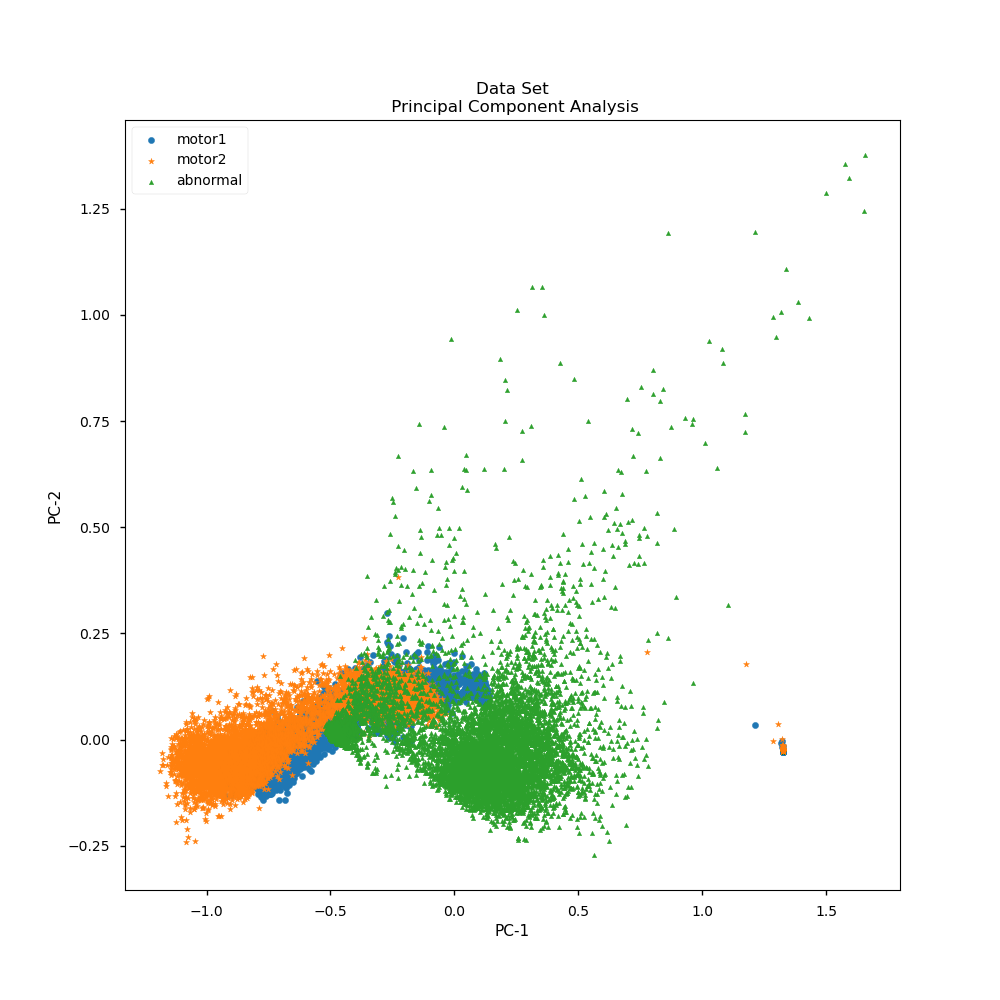 Data Set
Principal Component Analysis
motor1
motor2
abnormal
1.25
1.00
0.75
0.50
0.25
0.00
−0.25
PC-2
−1.0
−0.5
0.0
0.5
1.0
1.5
PC-1